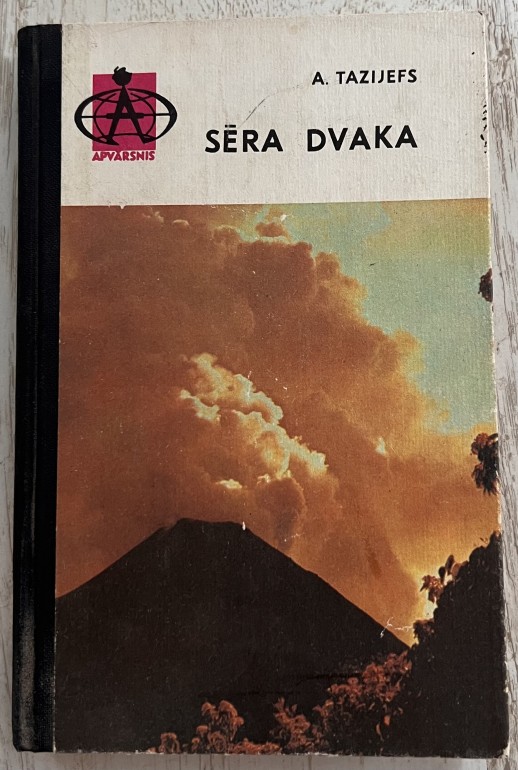 A. TAZIJEFS
SĒRA DVAKA
A
APVĀRSNIS